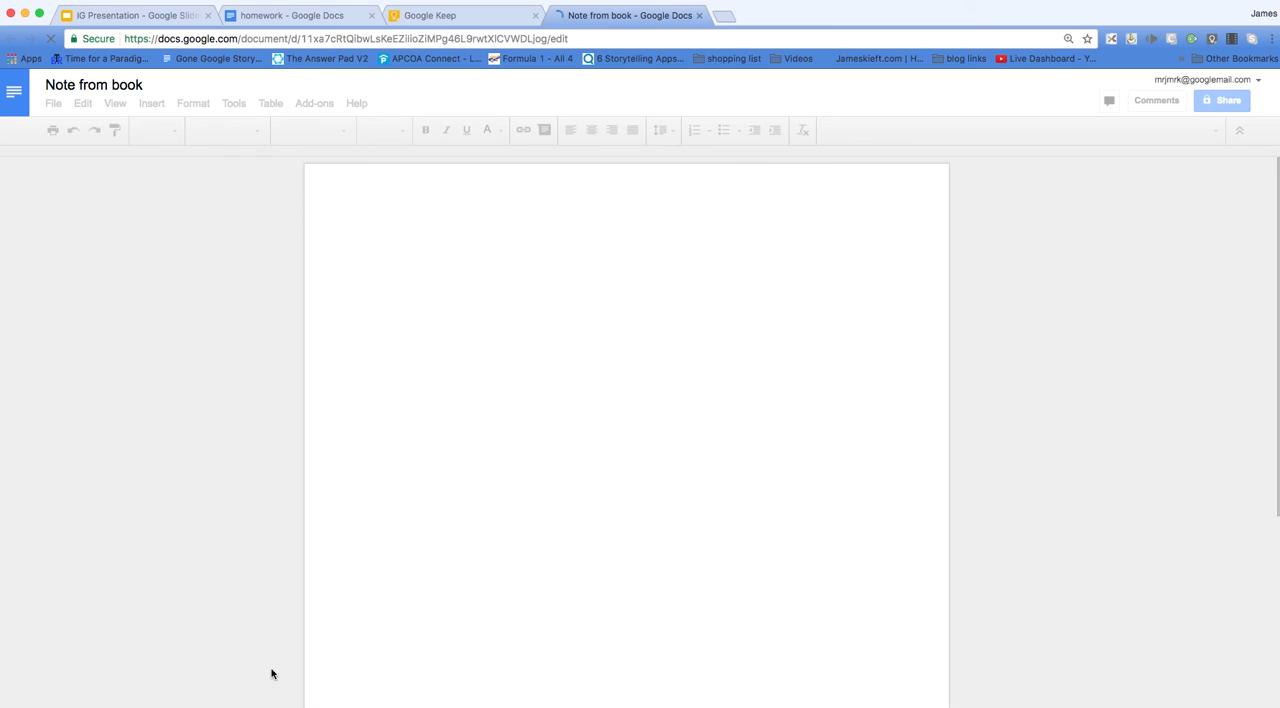 IG Presentation - Google Slide
homework - Google Docs
Google Keep
Note from book - Google Docs
James
Secure https://docs.google.com/document/d/11xa7cRtQibwLsKeEZiIioZiMPg46L9rwtXlCVWDLjog/edit
Apps Time for a Paradig... Gone Google Story... The Answer Pad V2 APCOA Connect - L... Formula 1 - All 4 6 Storytelling Apps... shopping list Videos Jameskieft.com | H... blog links Live Dashboard - Y... » Other Bookmarks
Note from book
mrjmrk@googlemail.com
File Edit View Insert Format Tools Table Add-ons Help
Comments Share
B I U A